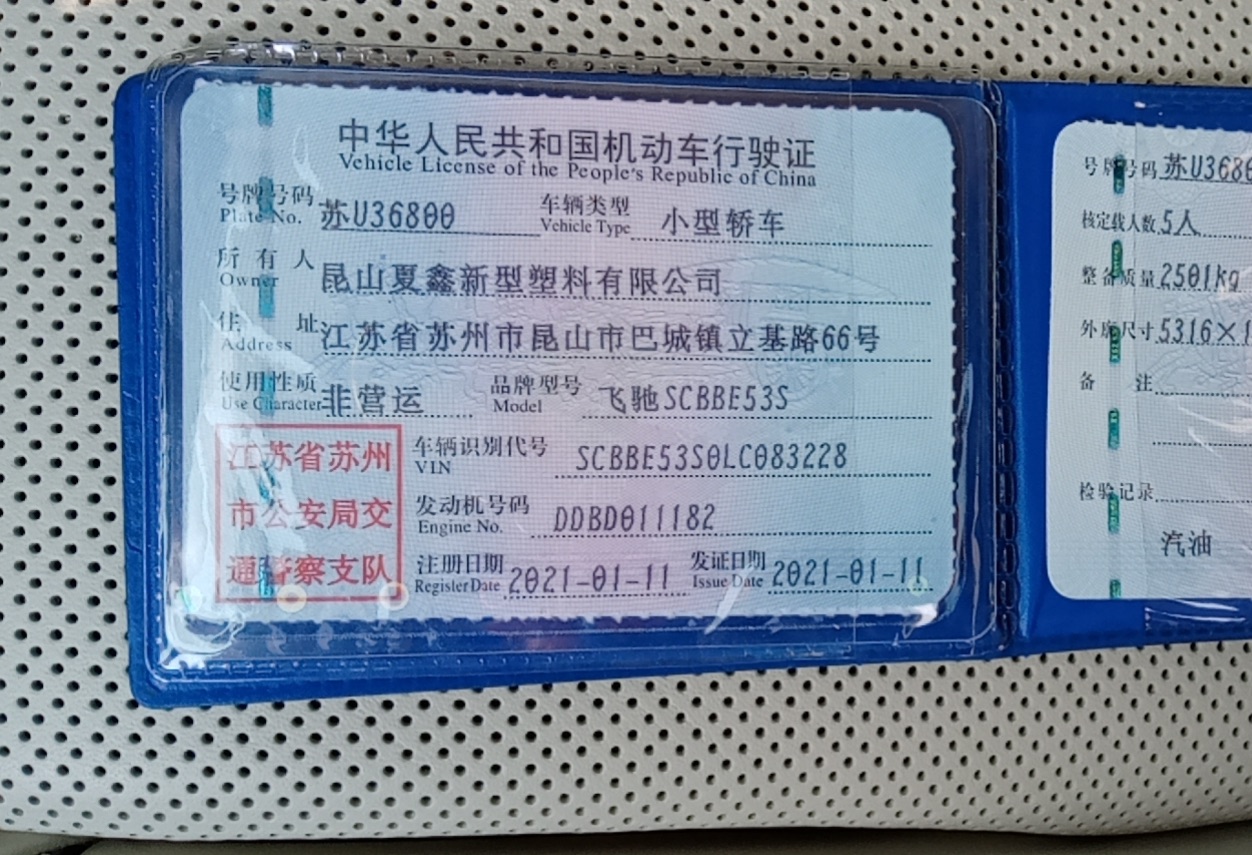 中华人民共和国机动车行驶证
Vehicle License of the People's Republic of China
号牌号码 苏U36800 车辆类型 小型轿车
Plate No. Vehicle Type
所有人 昆山夏鑫新型塑料有限公司
Owner
住址 江苏省苏州市昆山市巴城镇立基路66号
Address
使用性质 非营运 品牌型号 飞驰SCBBE53S
Use Character Model
江苏省苏州
市公安局交
通警察支队
车辆识别代号 SCBBE53S0LC083228
VIN
发动机号码 DDBD011182
Engine No.
注册日期 2021-01-11 发证日期 2021-01-11
Register Date Issue Date
号牌号码 苏U3680
核定载人数 5人
整备质量 2501kg
外廓尺寸 5316×1
备注
检验记录
汽油